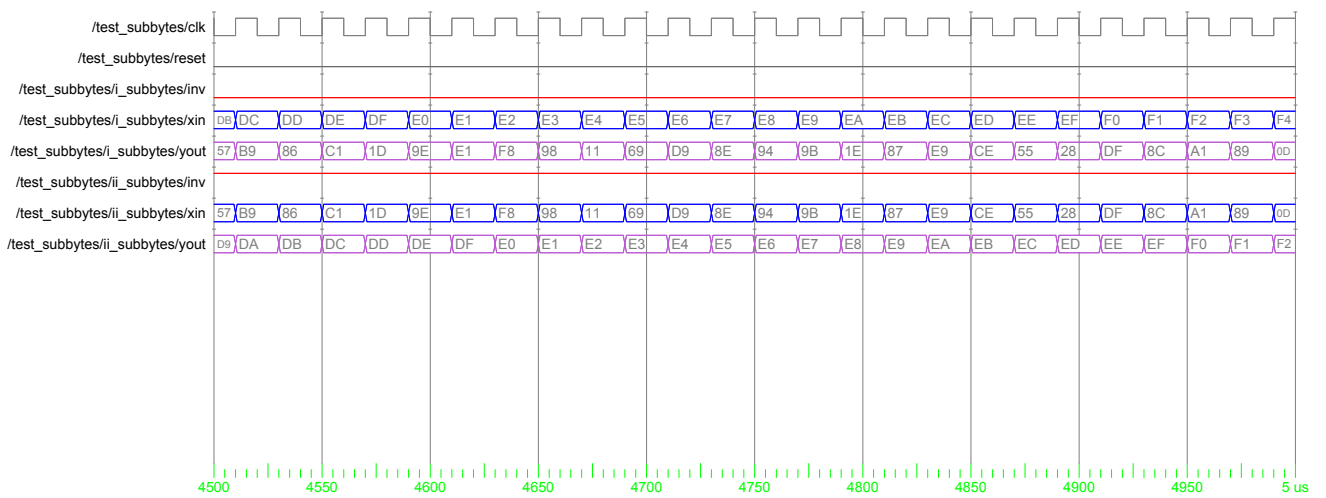 /test_subbytes/clk
/test_subbytes/reset
/test_subbytes/i_subbytes/inv
/test_subbytes/i_subbytes/xin DB DC DD DE DF E0 E1 E2 E3 E4 E5 E6 E7 E8 E9 EA EB EC ED EE EF F0 F1 F2 F3 F4
/test_subbytes/i_subbytes/yout 57 B9 86 C1 1D 9E E1 F8 98 11 69 D9 8E 94 9B 1E 87 E9 CE 55 28 DF 8C A1 89 0D
/test_subbytes/ii_subbytes/inv
/test_subbytes/ii_subbytes/xin 57 B9 86 C1 1D 9E E1 F8 98 11 69 D9 8E 94 9B 1E 87 E9 CE 55 28 DF 8C A1 89 0D
/test_subbytes/ii_subbytes/yout D9 DA DB DC DD DE DF E0 E1 E2 E3 E4 E5 E6 E7 E8 E9 EA EB EC ED EE EF F0 F1 F2
4500 4550 4600 4650 4700 4750 4800 4850 4900 4950 5 us